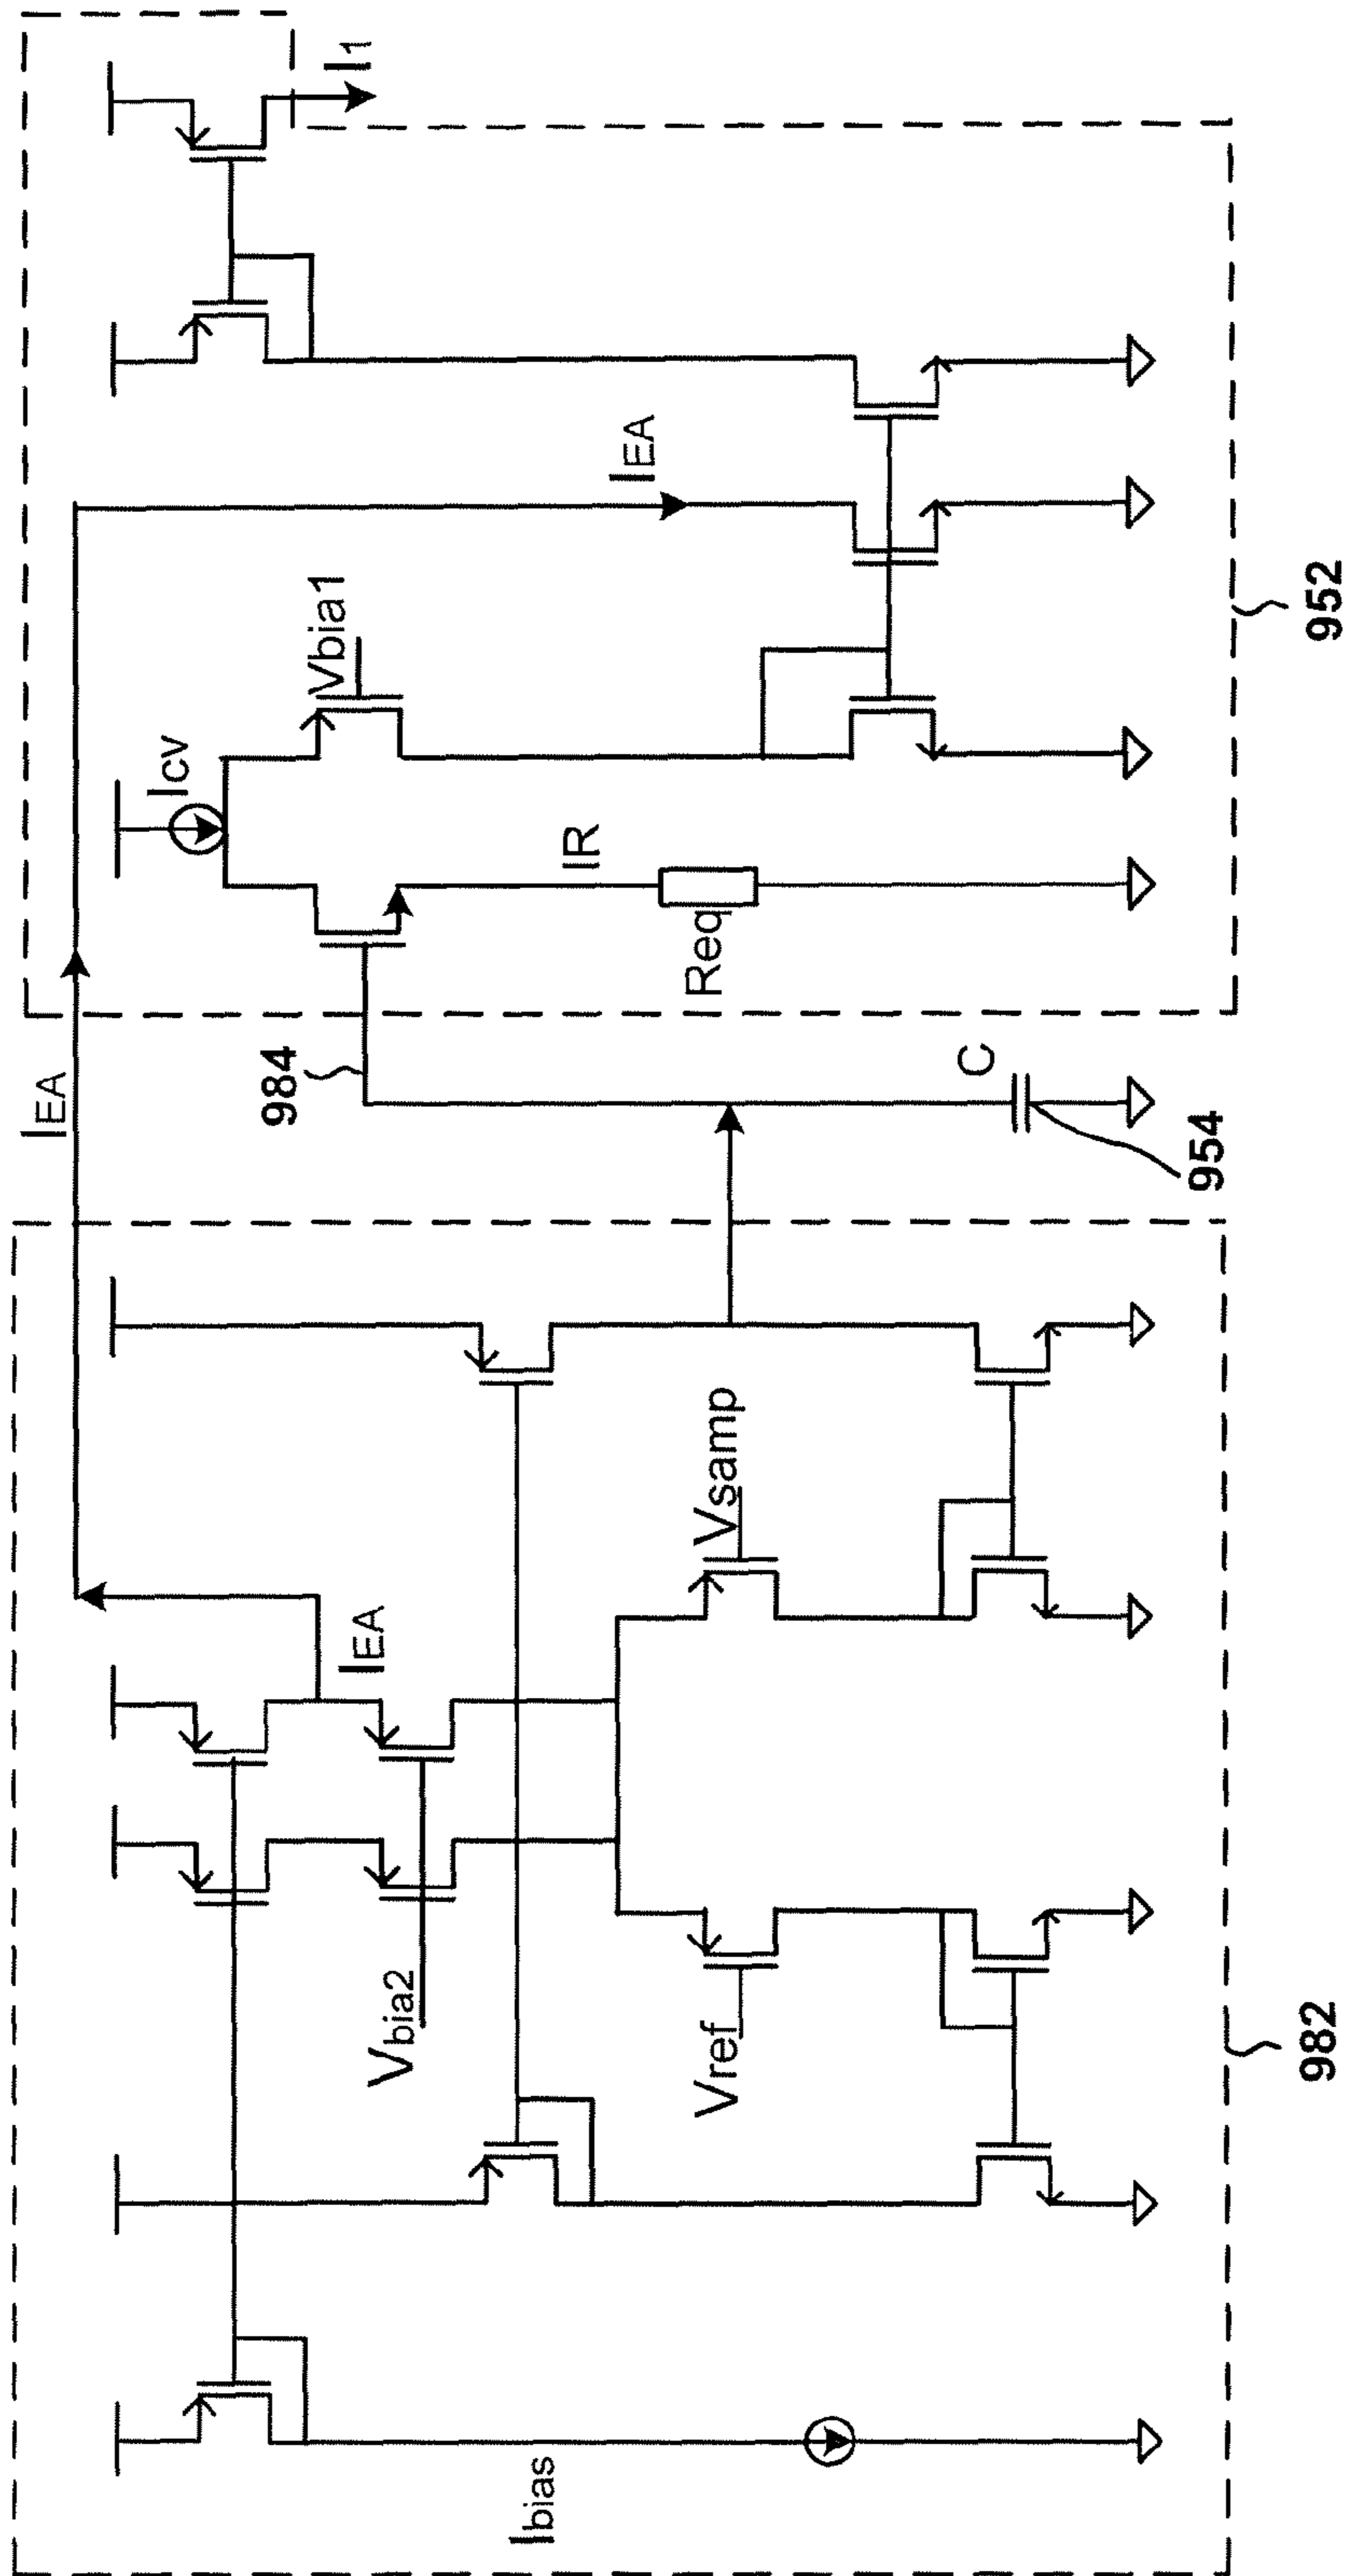 I1
IEA
Vbia1
Icv
IR
Req
952
984
IEA
C
954
Vsamp
IEA
Vbia2
Vref
982
Ibias